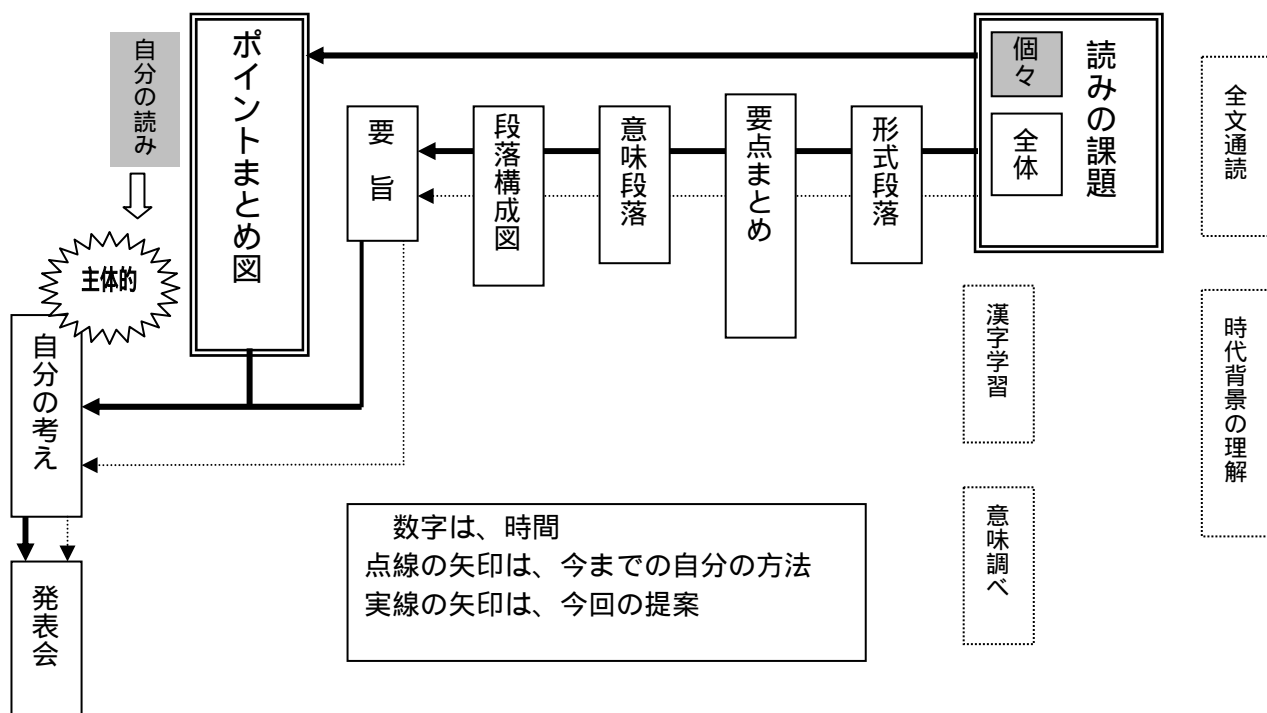 全文通読
時代背景の理解
読みの課題
個々
全体
漢字学習
意味調べ
形式段落
要点まとめ
意味段落
段落構成図
要旨
ポイントまとめ図
自分の読み
主体的
自分の考え
発表会
数字は、時間
点線の矢印は、今までの自分の方法
実線の矢印は、今回の提案